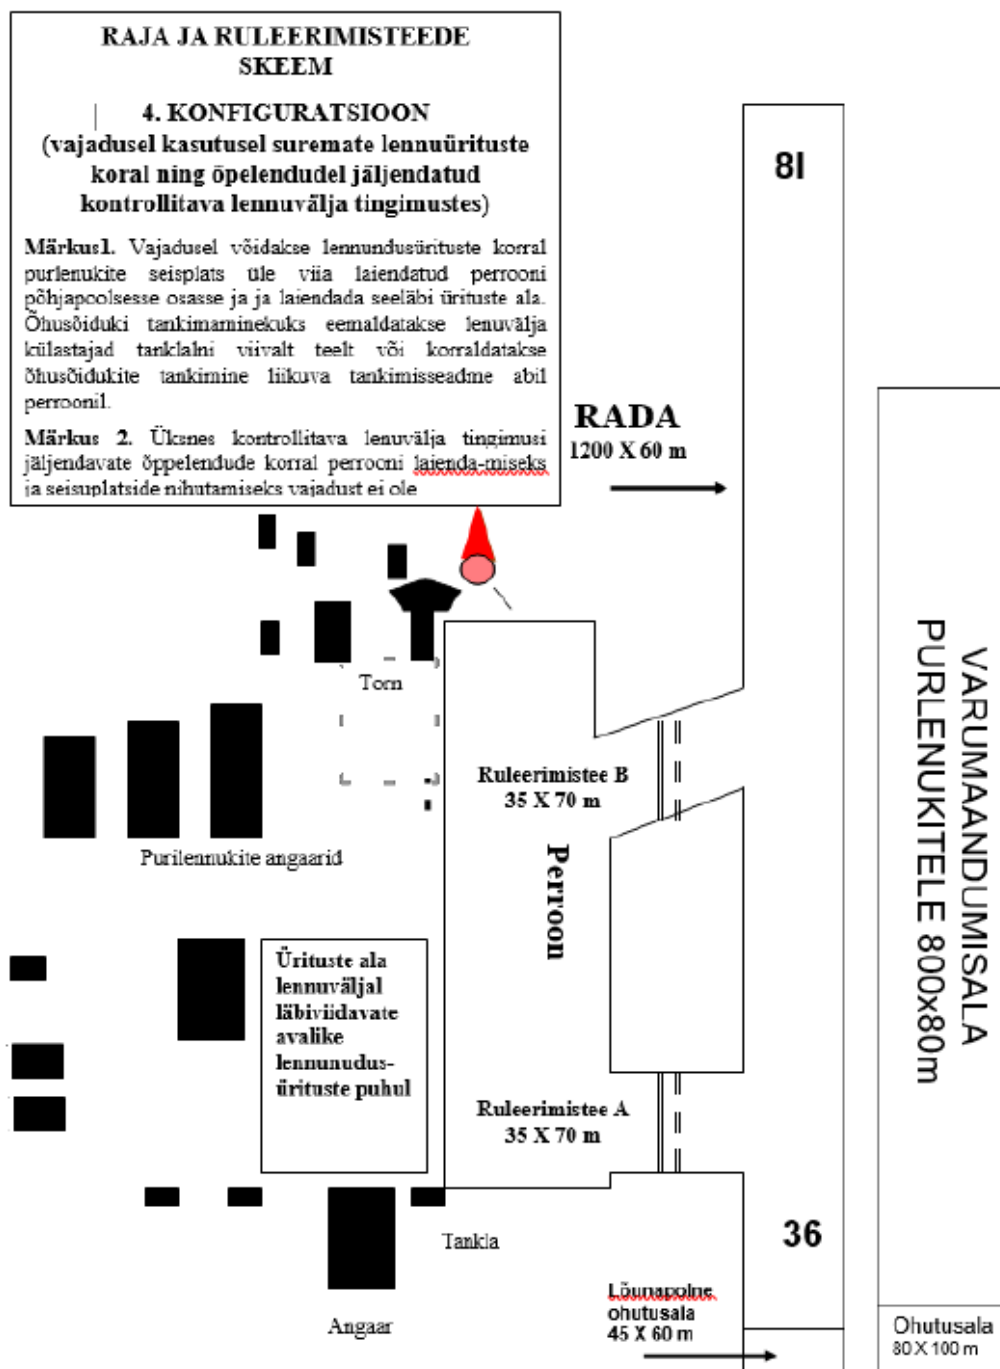 RAJA JA RULEERIMISTEEDE
SKEEM
4. KONFIGURATSIOON
(vajadusel kasutusel suremate lennuürituste
koral ning õpelendudel jäljendatud
kontrollitava lennuvälja tingimustes)
Märkus1. Vajadusel võidakse lennundusürituste korral
purlenukite seisplats üle viia laiendatud perrooni
põhjapoolsesse osasse ja ja laiendada seeläbi ürituste ala.
Õhusõiduki tankimaminekuks eemaldatakse lenuvälja
külastajad tanklalni viivalt teelt või korraldatakse
õhusõidukite tankimine liikuva tankimisseadme abil
perroonil.
Märkus 2. Üksnes kontrollitava lenuvälja tingimusi
jäljendavate õppelendude korral perrooni laienda-miseks
ja seisuplatside nihutamiseks vajadust ei ole
8I
RADA
1200 X 60 m
Torn
Ruleerimistee B
35 X 70 m
Purilennukite angaarid
Perroon
VARUMAANDUMISALA
PURLENUKITELE 800x80m
Ürituste ala
lennuväljal
läbiviidavate
avalike
lennunudus-
ürituste puhul
Ruleerimistee A
35 X 70 m
36
Tankla
Angaar
Lõunapolne
ohutusala
45 X 60 m
Ohutusala
80 X 100 m